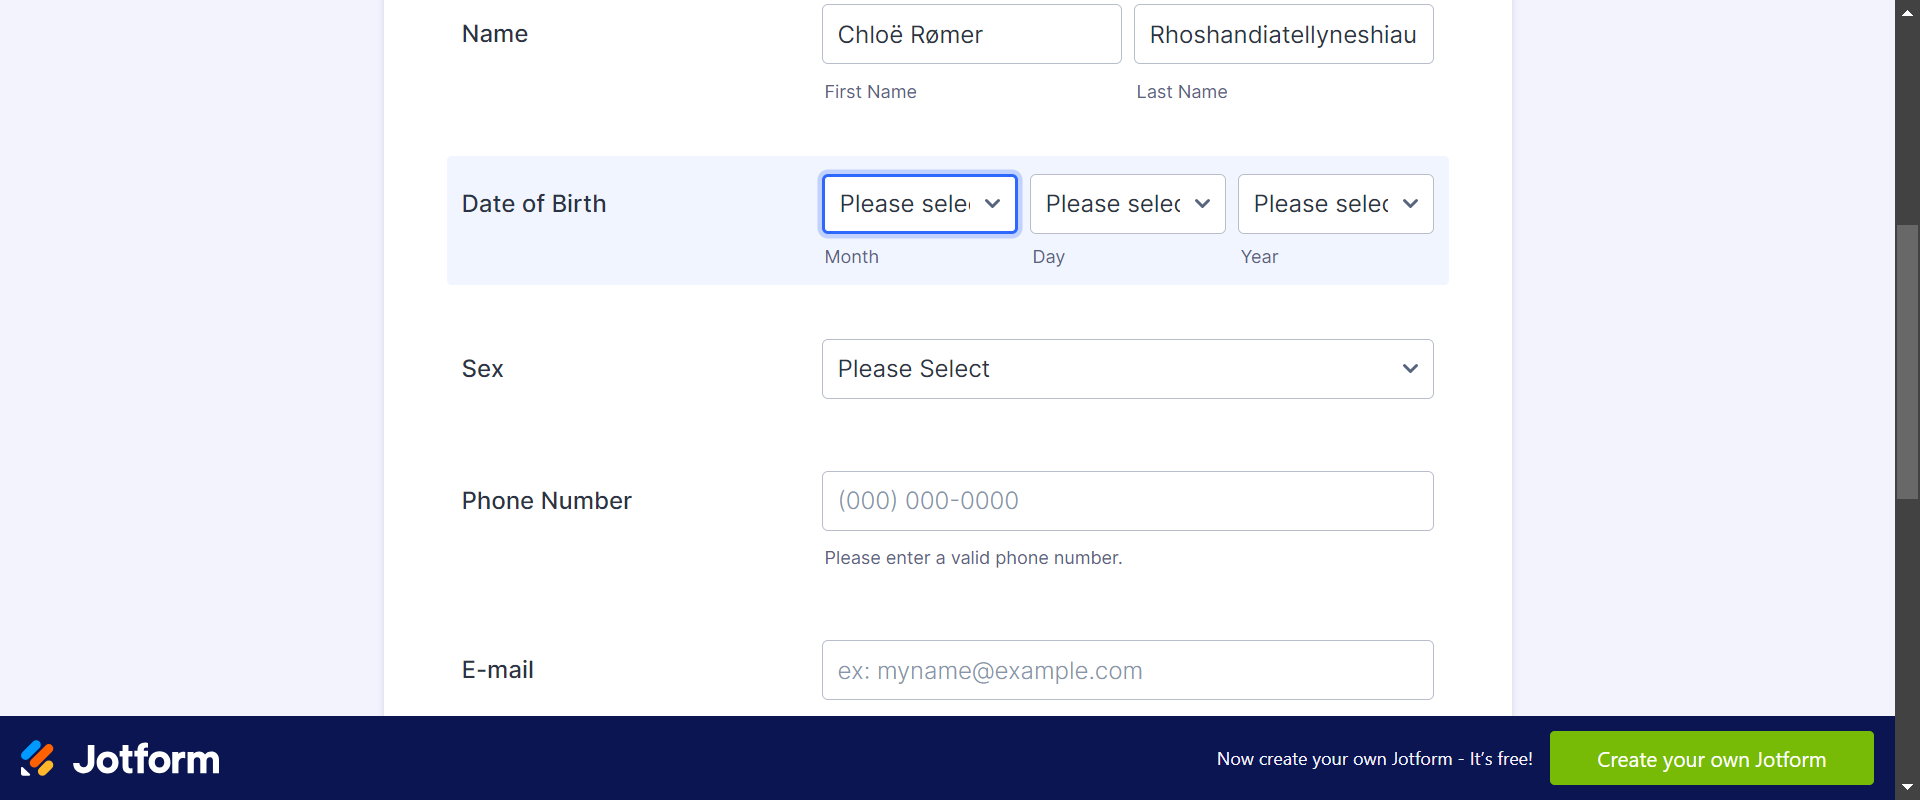 Name
Chloë Rømer
Rhoshandiatellyneshiau
First Name
Last Name
Date of Birth
Please selec
Please selec
Please selec
Month
Day
Year
Sex
Please Select
Phone Number
(000) 000-0000
Please enter a valid phone number.
E-mail
ex: myname@example.com
Jotform
Now create your own Jotform - It's free!
Create your own Jotform